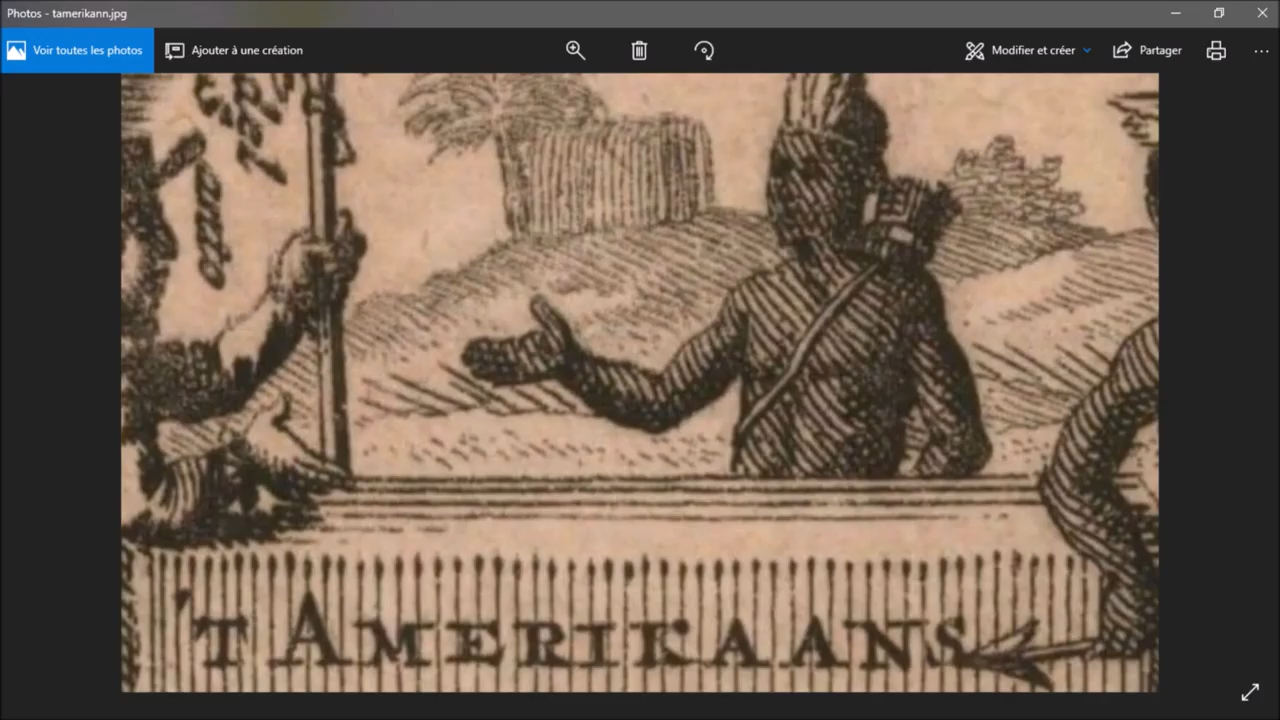 Photos - tamerikann.jpg
Voir toutes les photos
Ajouter à une création
Modifier et créer
Partager
'T AMERIKAANS